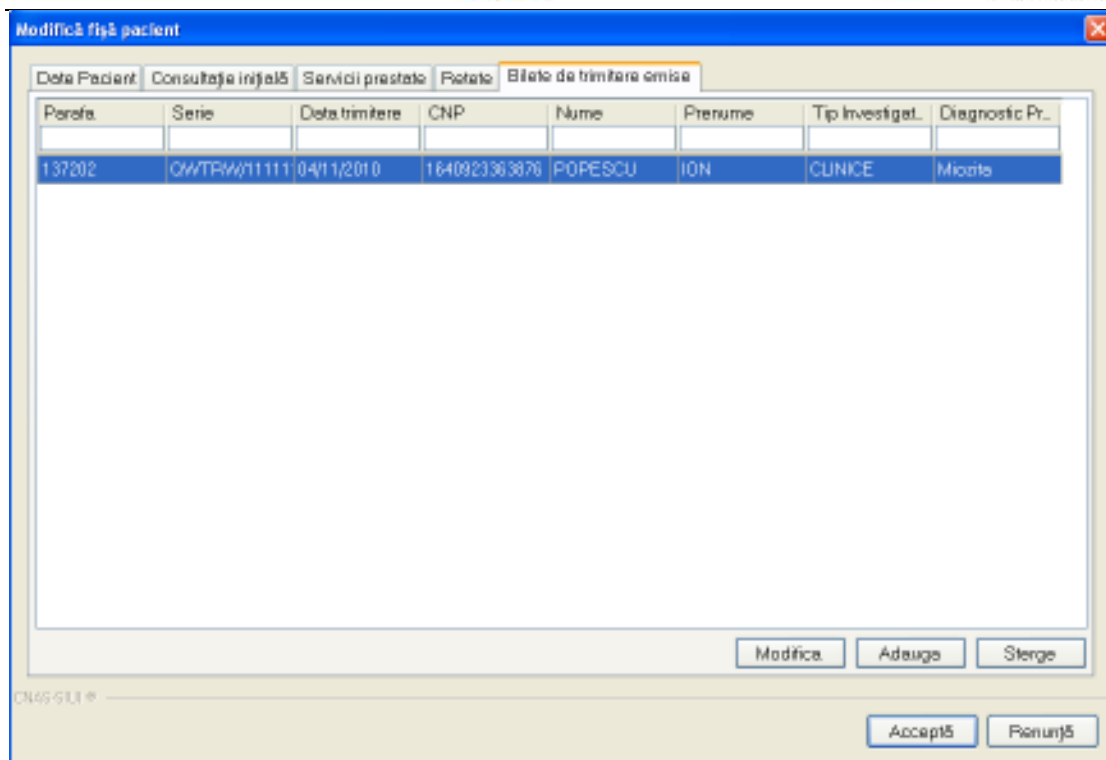 Modifică fişă pacient
Date Pacient Consultaţie iniţială Servicii prestate Retete Bilete de trimitere emise
Parafa Serie Data trimitere CNP Nume Prenume Tip Investigat... Diagnostic Pr...
137202 QWTRW/11111 04/11/2010 1640923363876 POPESCU ION CLINICE Miozita
Modifica Adauga Sterge
CNAS-SIUI ©
Acceptă Renunţă